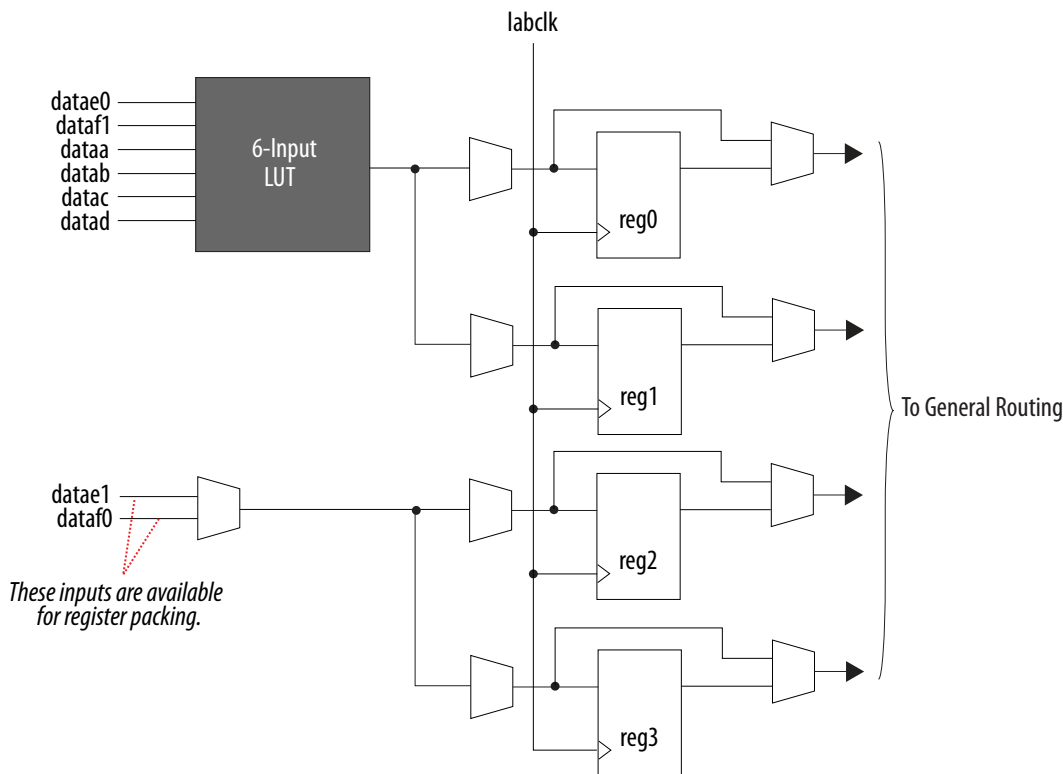 labclk
datae0
dataf1
dataa
datab
datac
datad
6-Input
LUT
reg0
reg1
To General Routing
datae1
dataf0
These inputs are available
for register packing.
reg2
reg3